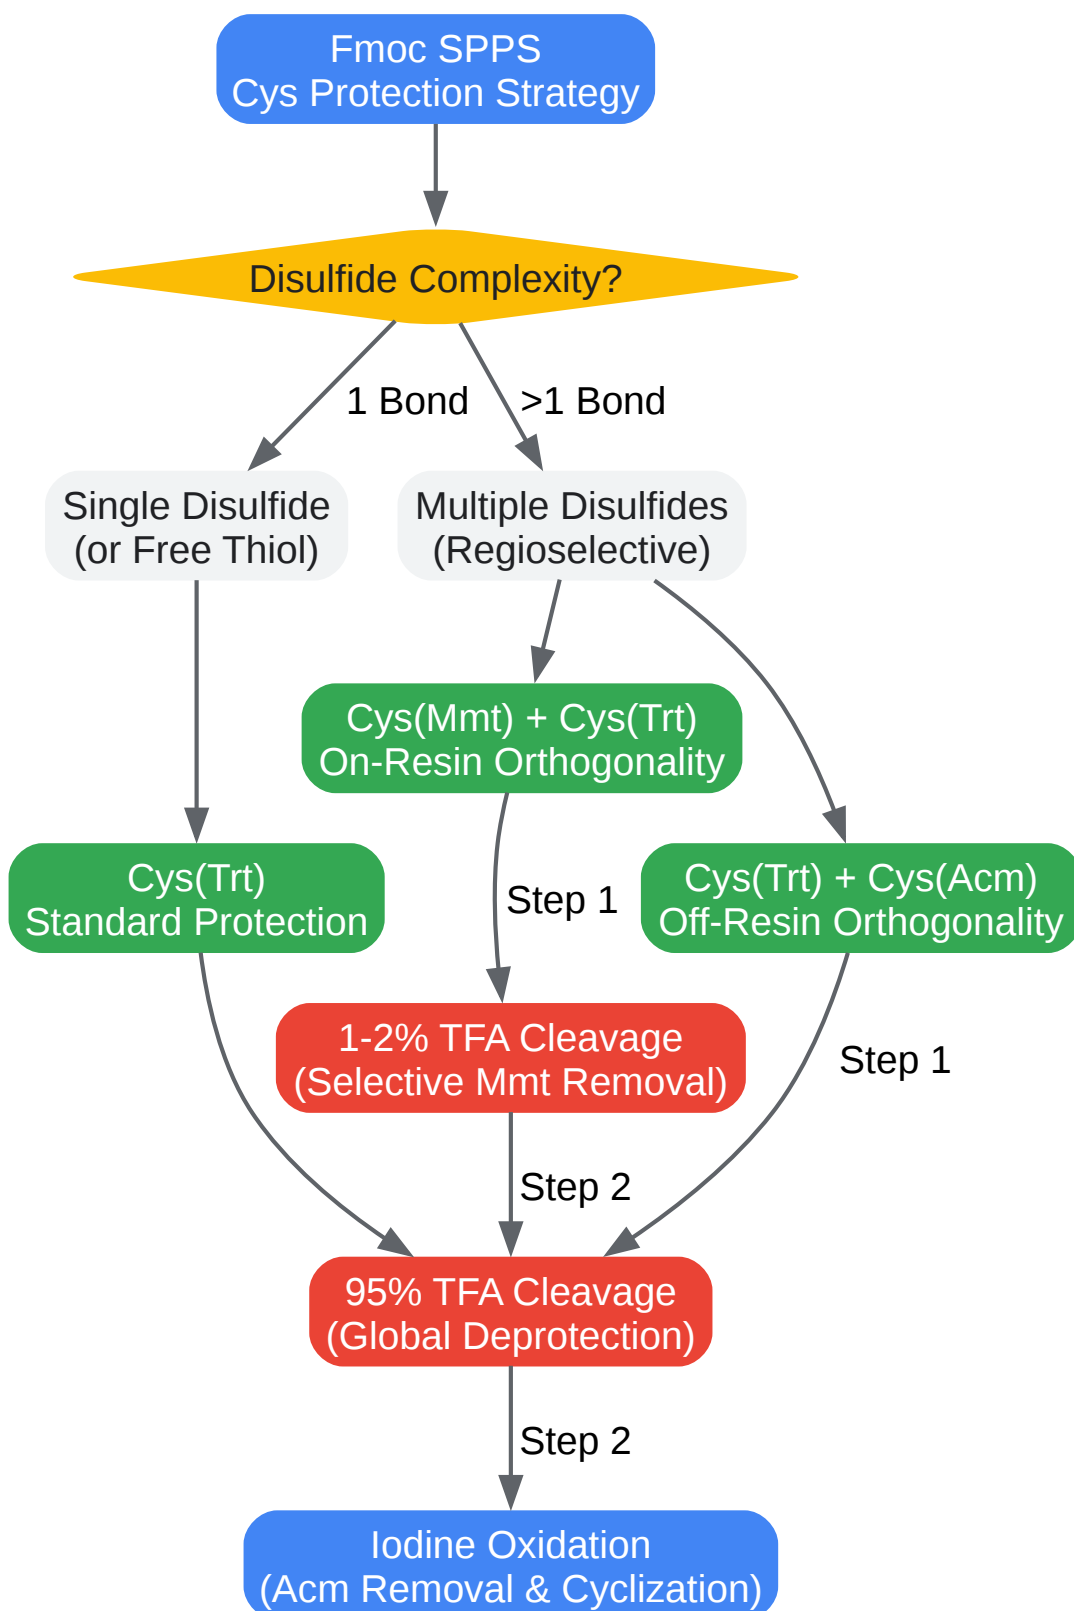 Fmoc SPPS
Cys Protection Strategy
Disulfide Complexity?
1 Bond
>1 Bond
Single Disulfide
(or Free Thiol)
Multiple Disulfides
(Regioselective)
Cys(Mmt) + Cys(Trt)
On-Resin Orthogonality
Cys(Trt)
Standard Protection
Step 1
Cys(Trt) + Cys(Acm)
Off-Resin Orthogonality
1-2% TFA Cleavage
(Selective Mmt Removal)
Step 1
Step 2
95% TFA Cleavage
(Global Deprotection)
Step 2
Iodine Oxidation
(Acm Removal & Cyclization)